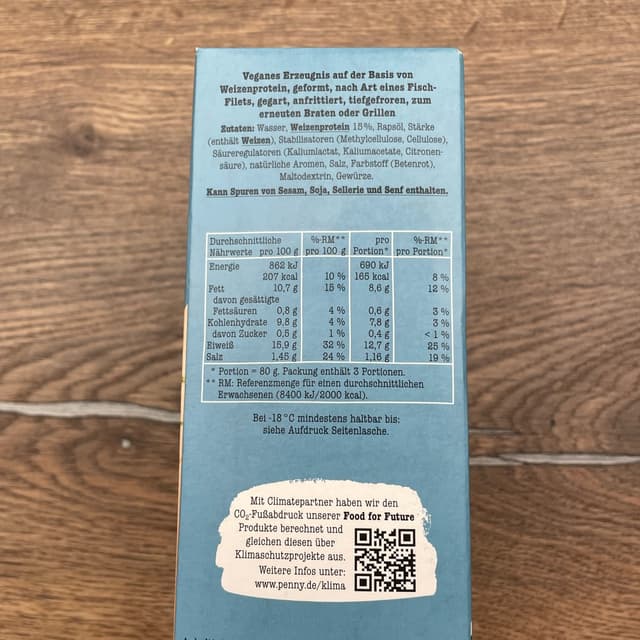 Veganes Erzeugnis auf der Basis von
Weizenprotein, geformt, nach Art eines Fisch-
Filets, gegart, anfrittiert, tiefgefroren, zum
erneuten Braten oder Grillen
Zutaten: Wasser, Weizenprotein 15%, Rapsöl, Stärke
(enthält Weizen), Stabilisatoren (Methylcellulose, Cellulose),
Säureregulatoren (Kaliumlactat, Kaliumacetate, Citronen-
säure), natürliche Aromen, Salz, Farbstoff (Betenrot),
Maltodextrin, Gewürze.
Kann Spuren von Sesam, Soja, Sellerie und Senf enthalten.
Durchschnittliche %-RM** pro %-RM**
Nährwerte pro 100 g pro 100 g Portion* pro Portion*
Energie 862 kJ 690 kJ
207 kcal 10 % 165 kcal 8 %
Fett 10,7 g 15 % 8,6 g 12 %
davon gesättigte
Fettsäuren 0,8 g 4 % 0,6 g 3 %
Kohlenhydrate 9,8 g 4 % 7,8 g 3 %
davon Zucker 0,5 g 1 % 0,4 g < 1 %
Eiweiß 15,9 g 32 % 12,7 g 25 %
Salz 1,45 g 24 % 1,16 g 19 %
* Portion = 80 g. Packung enthält 3 Portionen.
** RM: Referenzmenge für einen durchschnittlichen
Erwachsenen (8400 kJ/2000 kcal).
Bei -18 °C mindestens haltbar bis:
siehe Aufdruck Seitenlasche.
Mit Climatepartner haben wir den
CO₂-Fußabdruck unserer Food for Future
Produkte berechnet und
gleichen diesen über
Klimaschutzprojekte aus.
Weitere Infos unter:
www.penny.de/klima